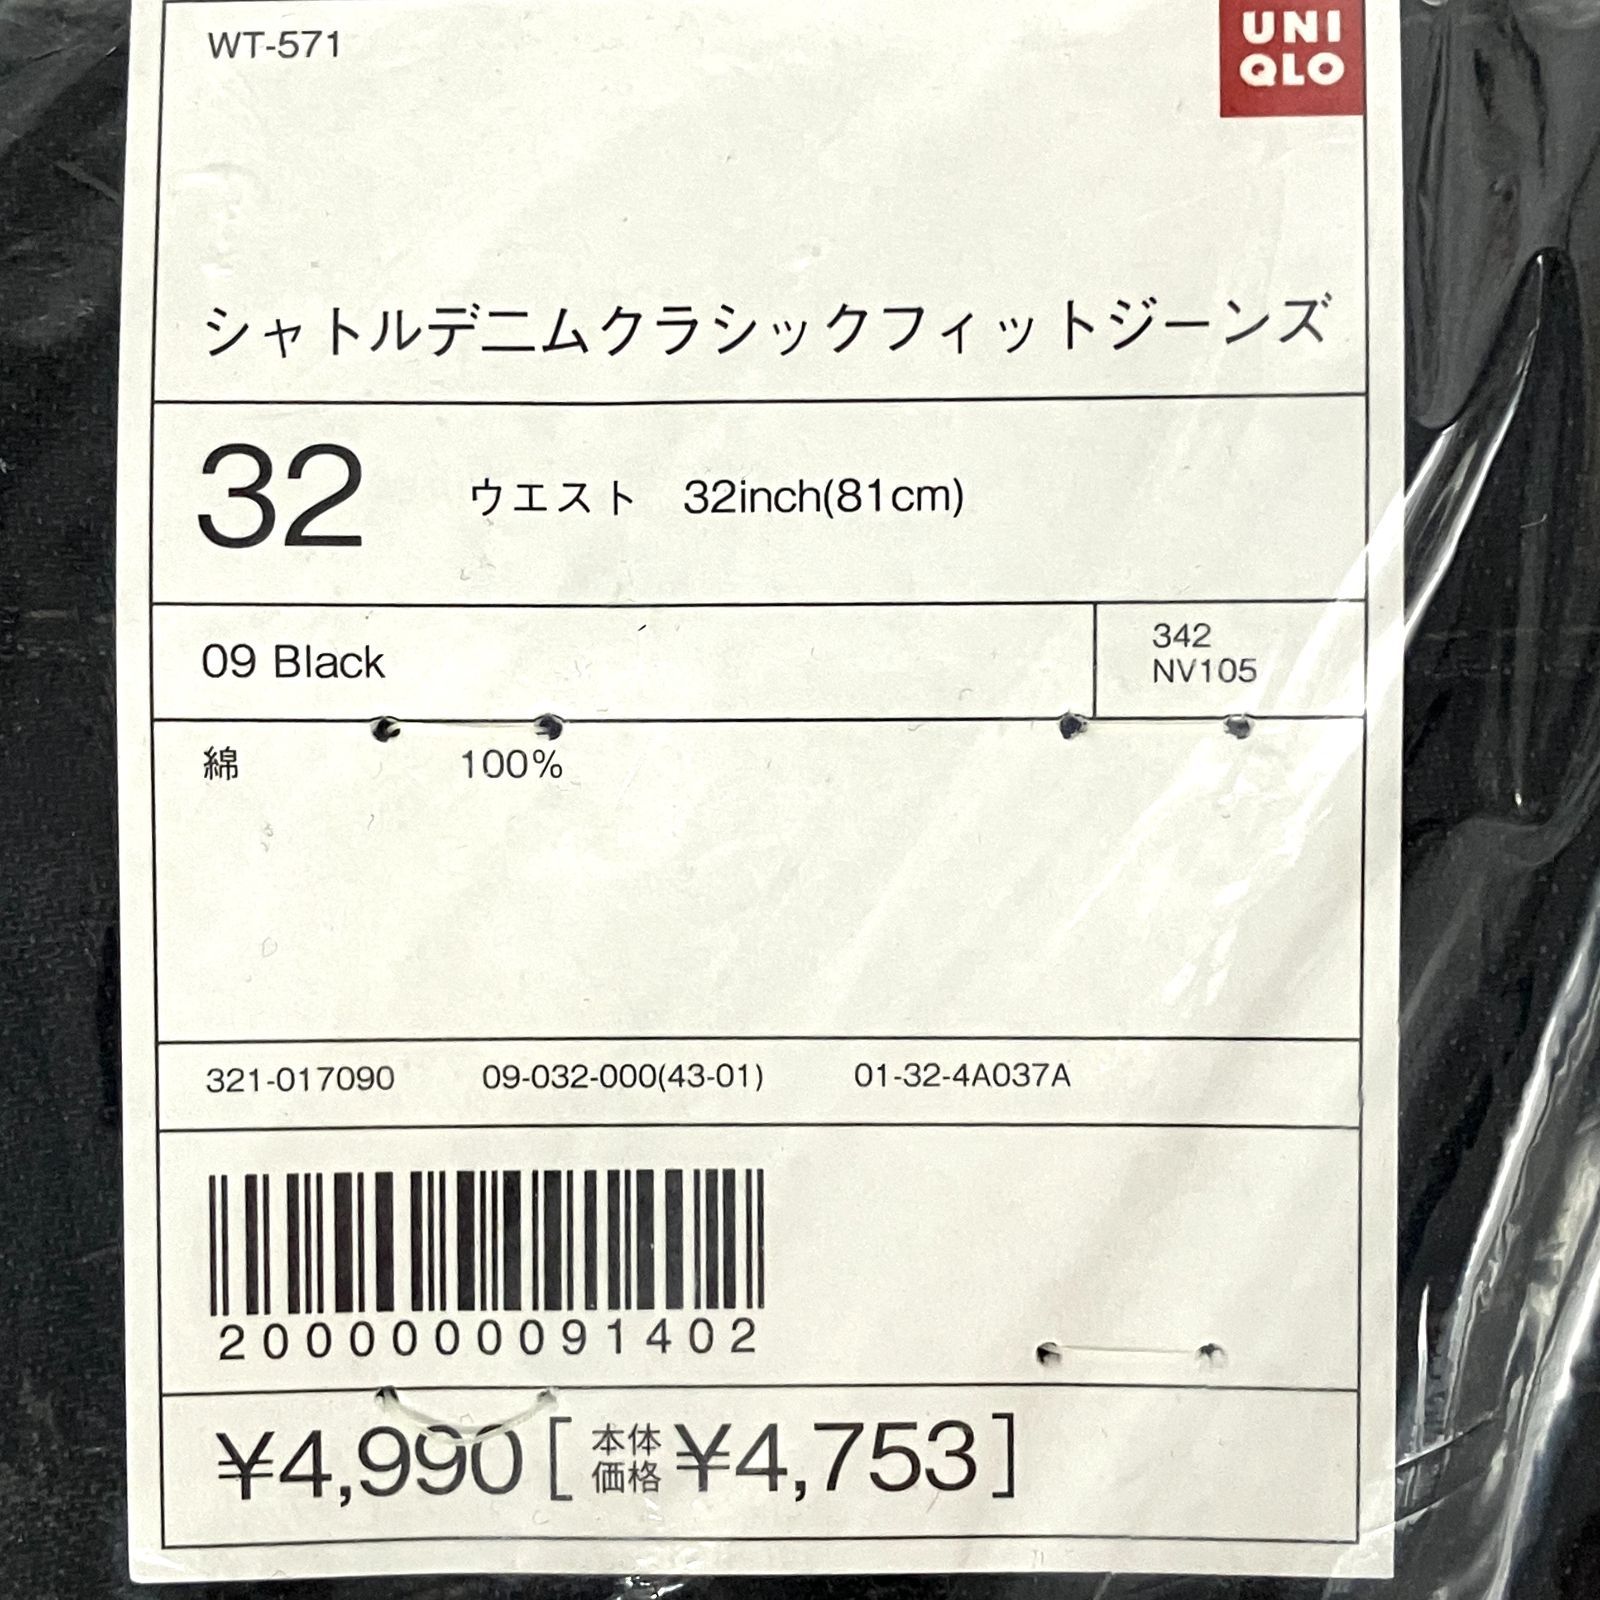 WT-571
UNI
QLO
シャトルデニムクラシックフィットジーンズ
32 ウエスト 32inch(81cm)
09 Black
342
NV105
綿 100%
321-017090 09-032-000(43-01) 01-32-4A037A
2000000091402
¥4,990[本体価格¥4,753]